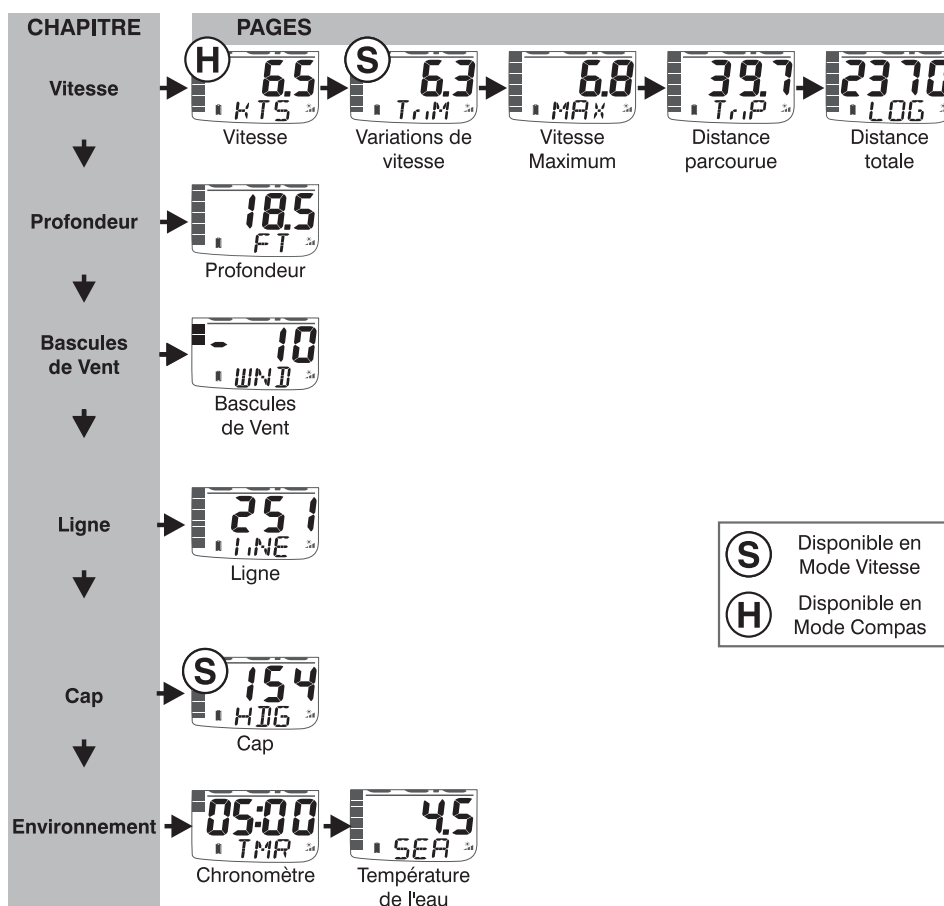 CHAPITRE PAGES
Vitesse
H
6.5
KTS
Vitesse
S
6.3
TriM
Variations de
vitesse
6.8
MAX
Vitesse
Maximum
39.7
TriP
Distance
parcourue
2370
LOG
Distance
totale
Profondeur
18.5
FT
Profondeur
Bascules
de Vent
- 10
WND
Bascules
de Vent
Ligne
251
liNE
Ligne
S Disponible en
Mode Vitesse
H Disponible en
Mode Compas
Cap
S
154
HDG
Cap
Environnement
05:00
TMR
Chronomètre
4.5
SEA
Température
de l'eau